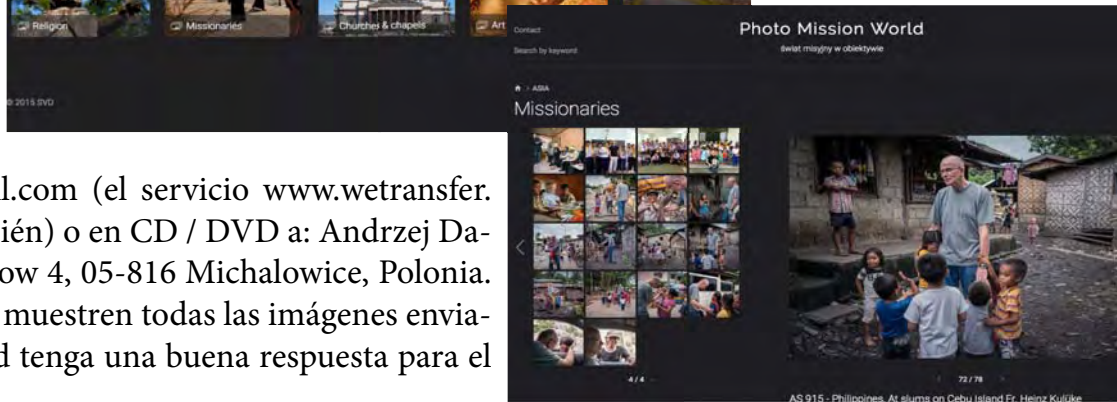 Religion
Missionaries
Churches & chapels
Art
© 2015 SVD
Contact
Search by keyword
Photo Mission World
świat misyjny w obiektywie
> ASIA
Missionaries
4 / 4
72 / 78
AS 915 - Philippines. At slums on Cebu Island Fr. Heinz Kulüke
l.com (el servicio www.wetransfer.
ién) o en CD / DVD a: Andrzej Da-
ow 4, 05-816 Michalowice, Polonia.
muestren todas las imágenes envia-
d tenga una buena respuesta para el